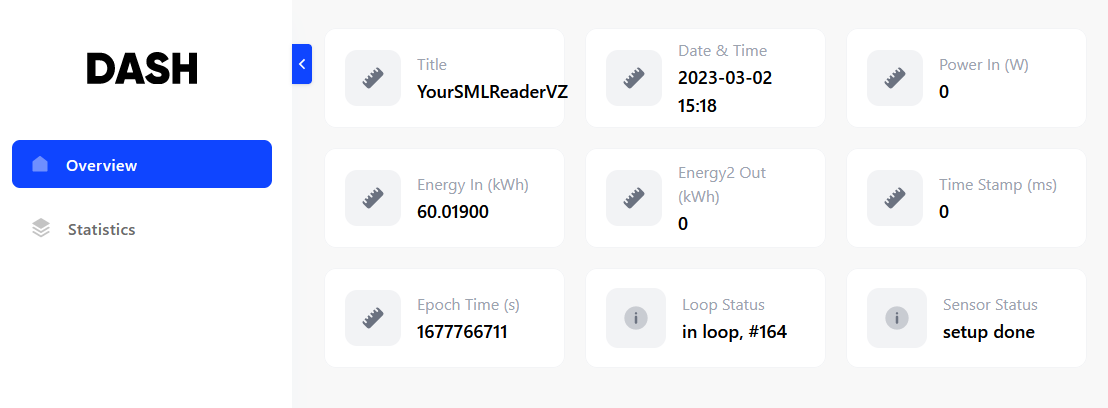 DASH
Overview
Statistics
Title
YourSMLReaderVZ
Date & Time
2023-03-02
15:18
Power In (W)
0
Energy In (kWh)
60.01900
Energy2 Out
(kWh)
0
Time Stamp (ms)
0
Epoch Time (s)
1677766711
Loop Status
in loop, #164
Sensor Status
setup done